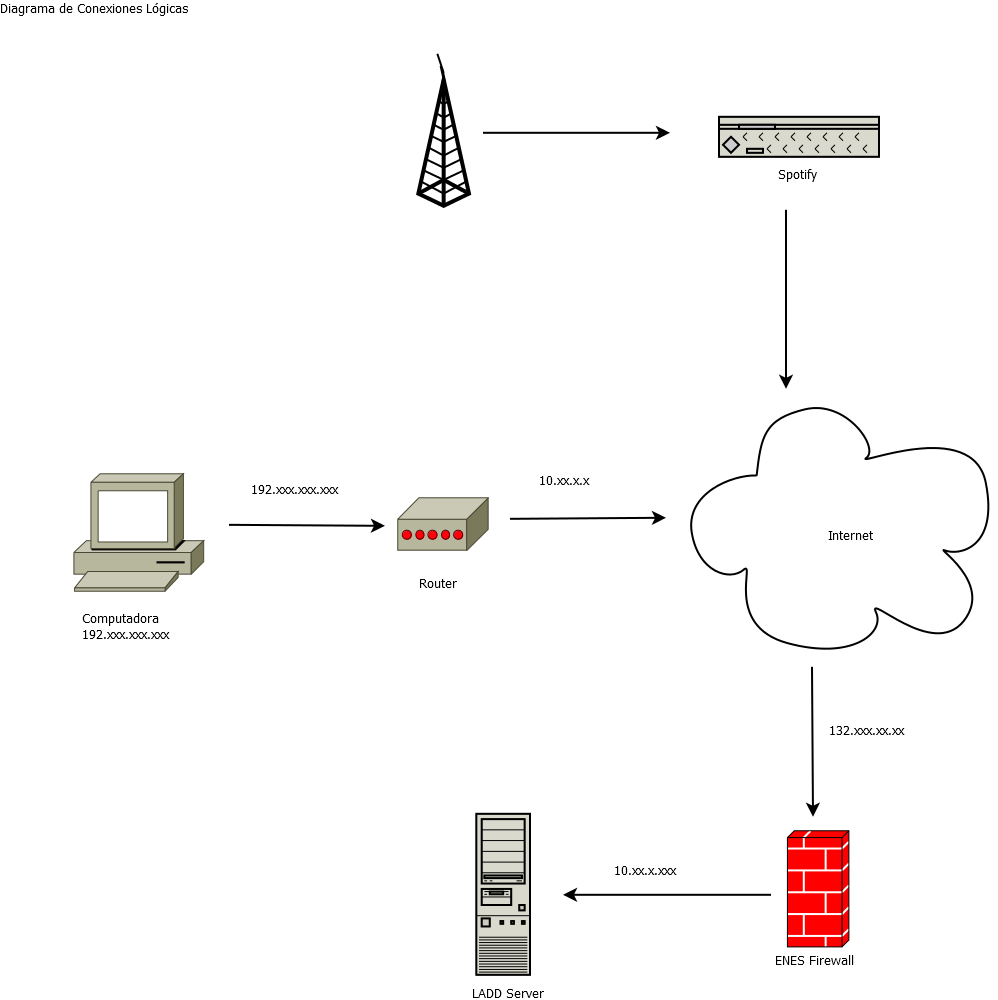 Diagrama de Conexiones Lógicas
Spotify
192.xxx.xxx.xxx
10.xx.x.x
Internet
Router
Computadora
192.xxx.xxx.xxx
132.xxx.xx.xx
10.xx.x.xxx
ENES Firewall
LADD Server